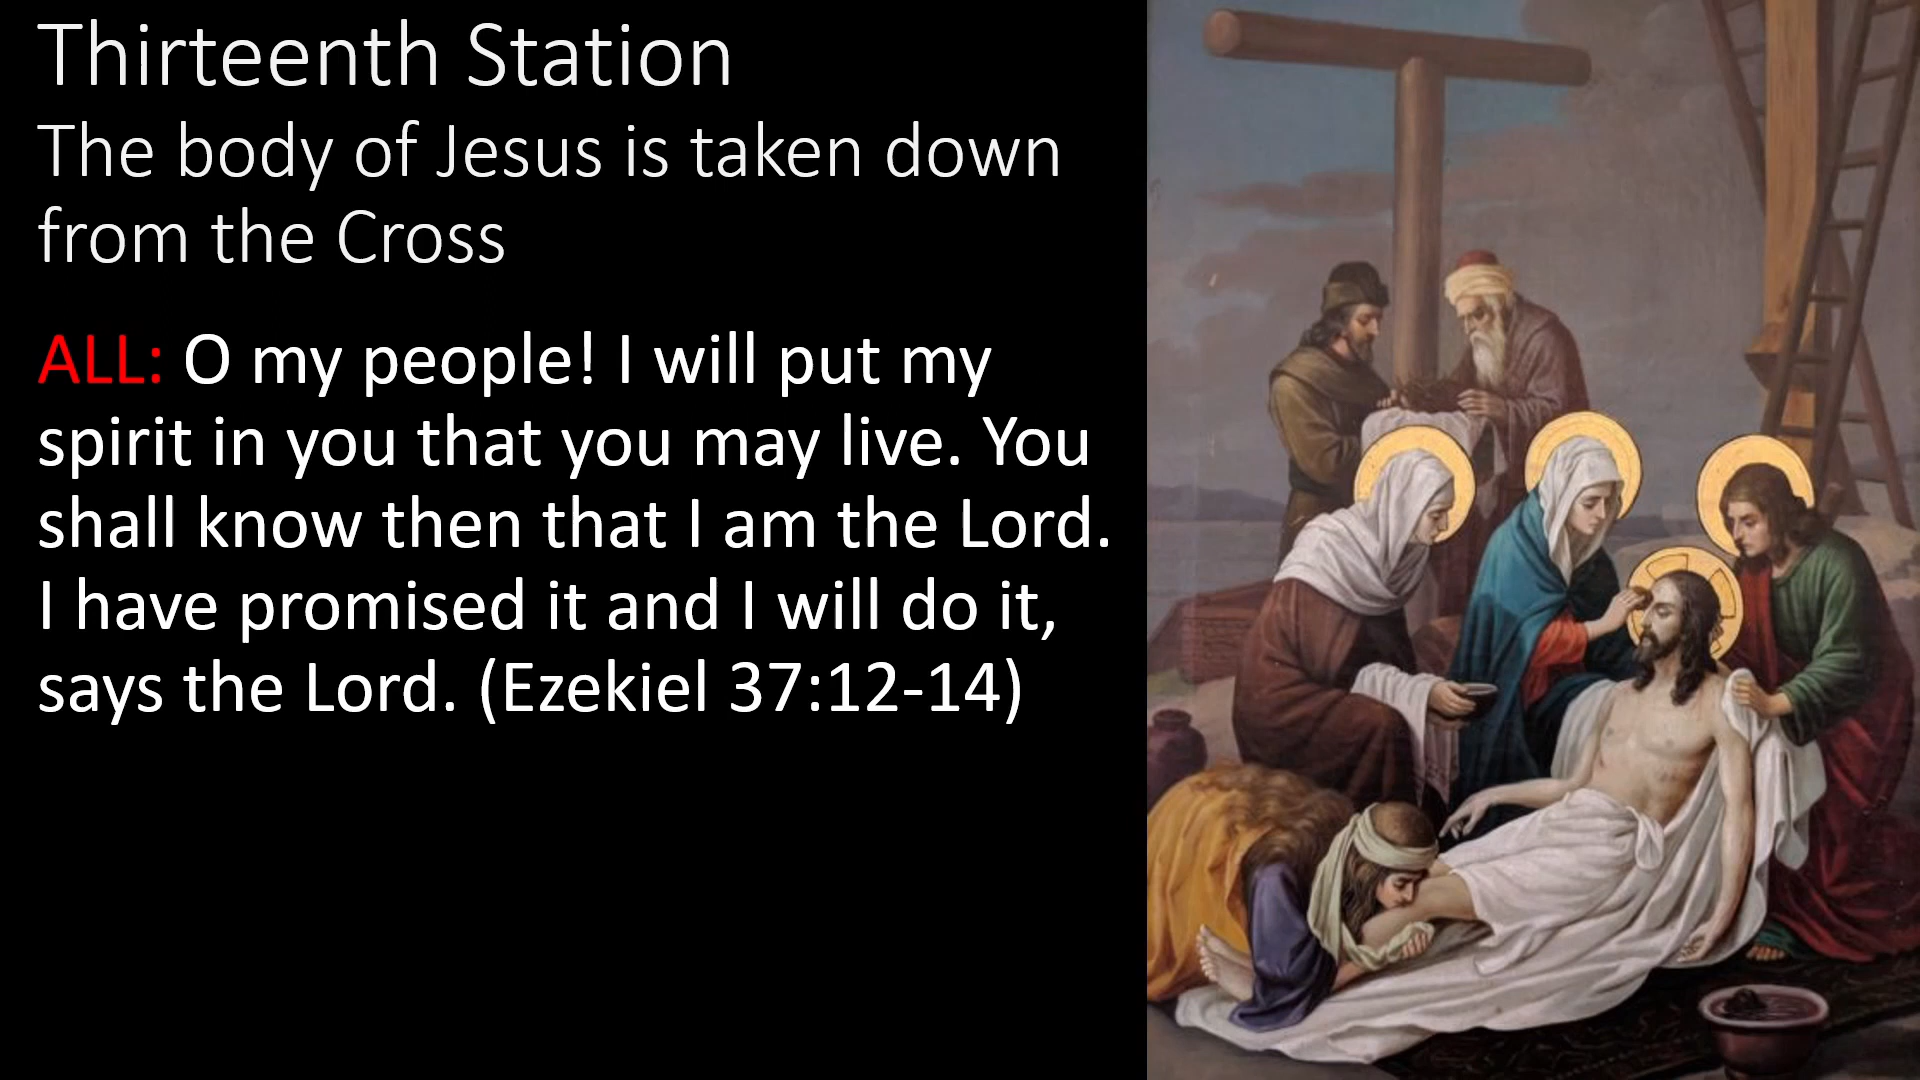 Thirteenth Station
The body of Jesus is taken down
from the Cross
ALL: O my people! I will put my
spirit in you that you may live. You
shall know then that I am the Lord.
I have promised it and I will do it,
says the Lord. (Ezekiel 37:12-14)